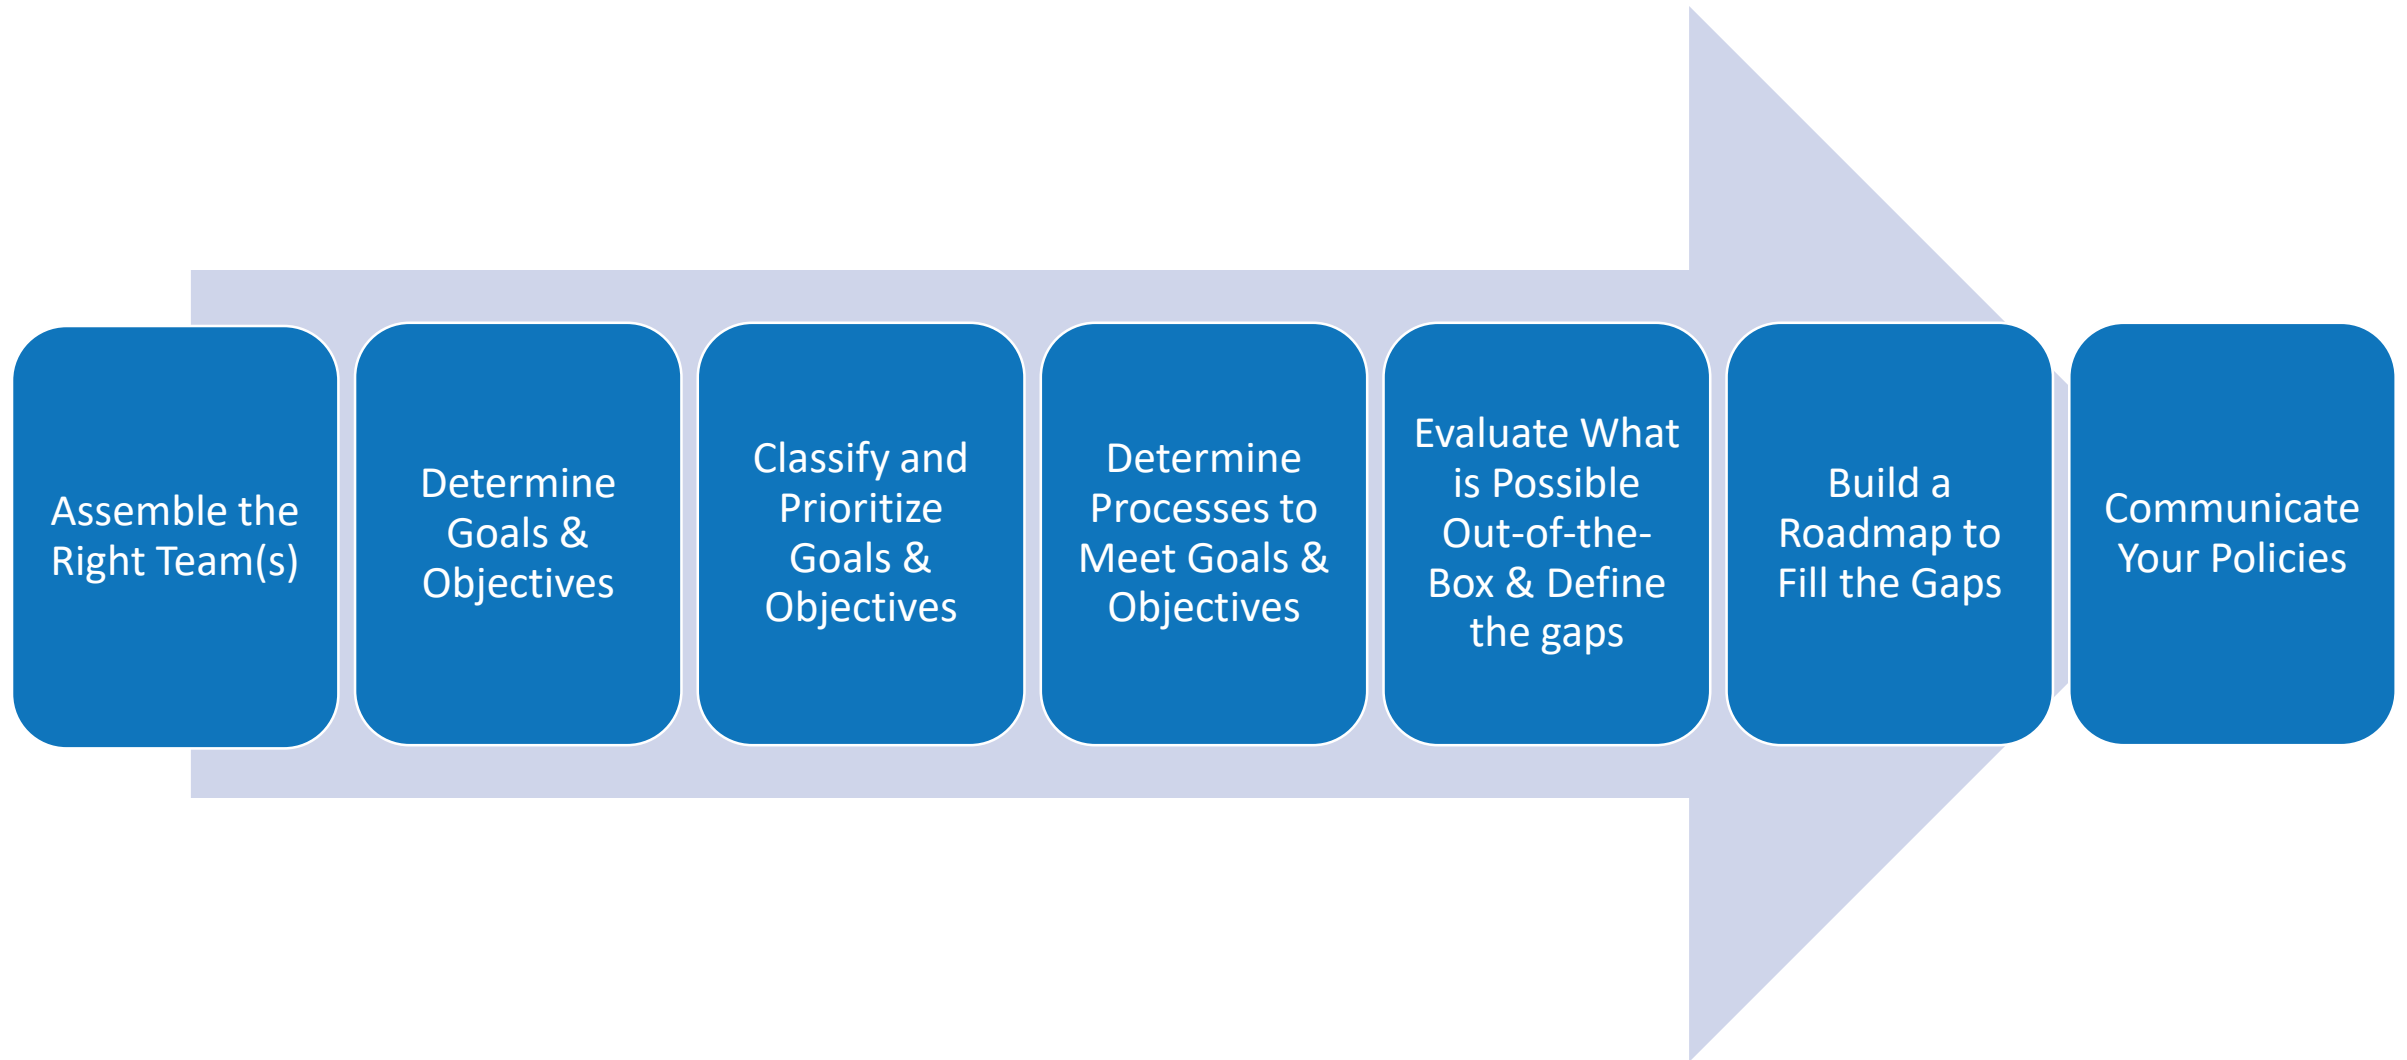 Assemble the
Right Team(s)
Determine
Goals &
Objectives
Classify and
Prioritize
Goals &
Objectives
Determine
Processes to
Meet Goals &
Objectives
Evaluate What
is Possible
Out-of-the-
Box & Define
the gaps
Build a
Roadmap to
Fill the Gaps
Communicate
Your Policies